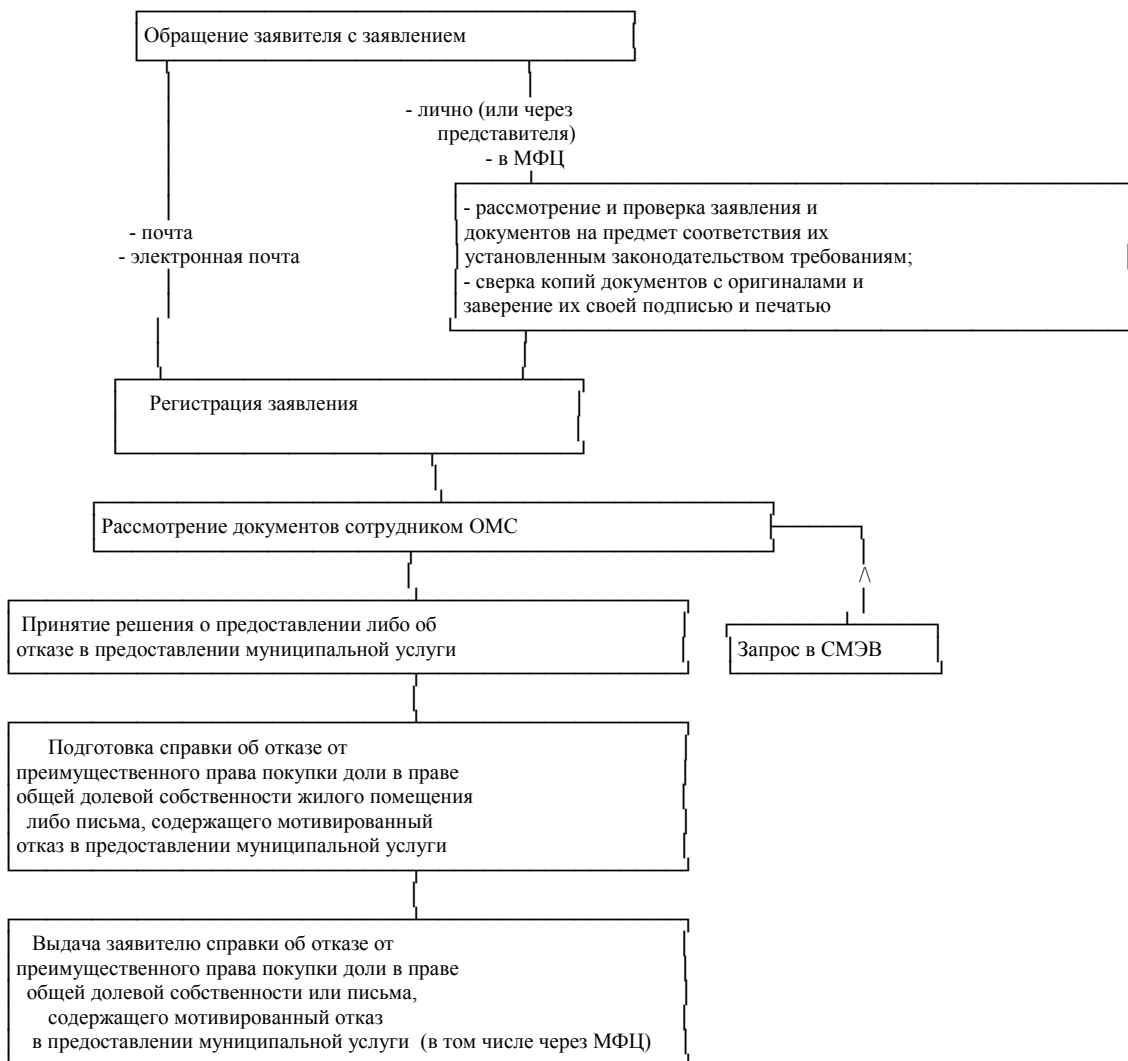 Обращение заявителя с заявлением
- лично (или через
представителя)
- в МФЦ
- рассмотрение и проверка заявления и
документов на предмет соответствия их
установленным законодательством требованиям;
- сверка копий документов с оригиналами и
заверение их своей подписью и печатью
- почта
- электронная почта
Регистрация заявления
Рассмотрение документов сотрудником ОМС
Принятие решения о предоставлении либо об
отказе в предоставлении муниципальной услуги
Запрос в СМЭВ
Подготовка справки об отказе от
преимущественного права покупки доли в праве
общей долевой собственности жилого помещения
либо письма, содержащего мотивированный
отказ в предоставлении муниципальной услуги
Выдача заявителю справки об отказе от
преимущественного права покупки доли в праве
общей долевой собственности или письма,
содержащего мотивированный отказ
в предоставлении муниципальной услуги (в том числе через МФЦ)